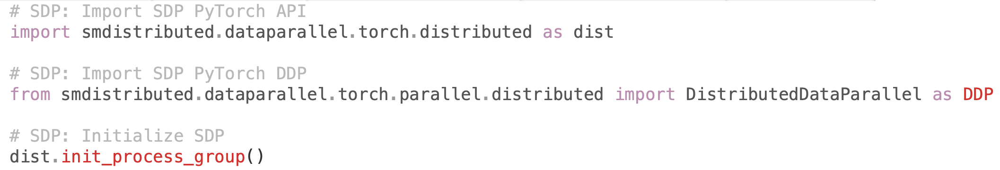 # SDP: Import SDP PyTorch API
import smdistributed.dataparallel.torch.distributed as dist
# SDP: Import SDP PyTorch DDP
from smdistributed.dataparallel.torch.parallel.distributed import DistributedDataParallel as DDP
# SDP: Initialize SDP
dist.init_process_group()